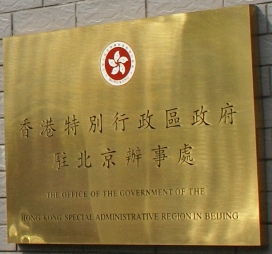 香港特別行政區政府
駐北京辦事處
THE OFFICE OF THE GOVERNMENT OF THE
HONG KONG SPECIAL ADMINISTRATIVE REGION IN BEIJING